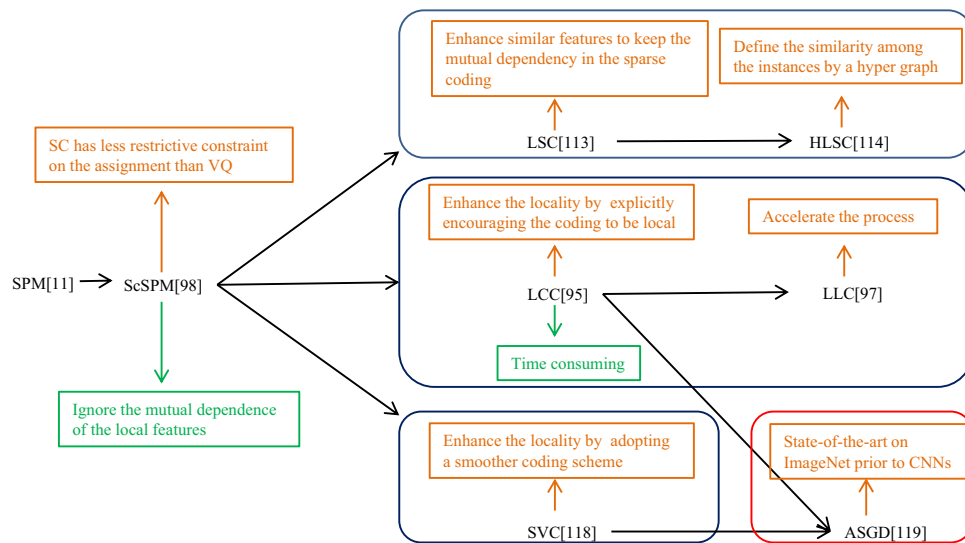 Enhance similar features to keep the
mutual dependency in the sparse
coding
Define the similarity among
the instances by a hyper graph
LSC[113]
HLSC[114]
SC has less restrictive constraint
on the assignment than VQ
Enhance the locality by explicitly
encouraging the coding to be local
Accelerate the process
SPM[11]
ScSPM[98]
LCC[95]
LLC[97]
Time consuming
Ignore the mutual dependence
of the local features
Enhance the locality by adopting
a smoother coding scheme
State-of-the-art on
ImageNet prior to CNNs
SVC[118]
ASGD[119]